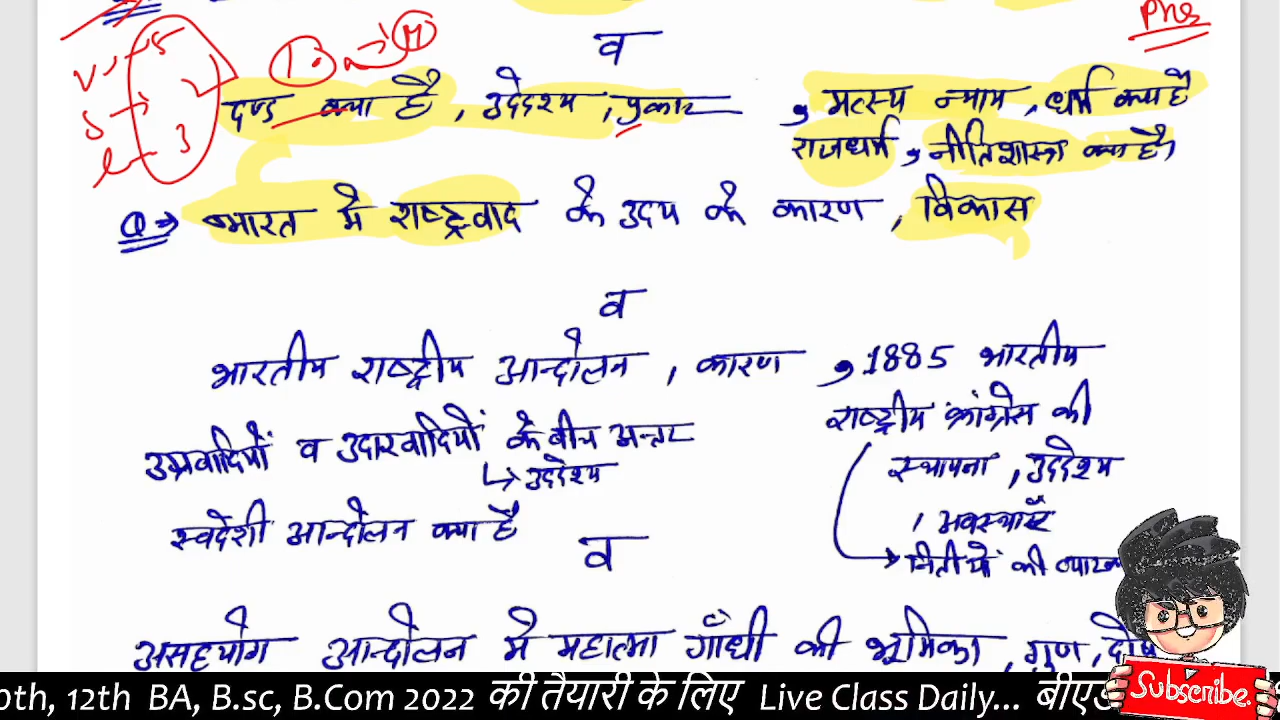 Phes
व
दण्ड क्या है, उद्देश्य, प्रकार , मत्स्य न्याय, धर्म क्या है
राजधर्म, नीतिशास्त्र क्या है।
Q⇒ भारत मे राष्ट्रवाद के उदय के कारण, विकास
व
भारतीय राष्ट्रीय आन्दोलन, कारण , 1885 भारतीय
राष्ट्रीय कांग्रेस की
उग्रवादियों व उदारवादियों के बीच अन्तर
स्थापना, उद्देश्य
↳ उद्देश्य
, अवस्थाएँ
स्वदेशी आन्दोलन क्या है
→ नितीयों की
व
असहयोग आन्दोलन मे महात्मा गाँधी की भूमिका, गुण, दोष
0th, 12th BA, B.sc, B.Com 2022 की तैयारी के लिए Live Class Daily... बीए
Subscribe.